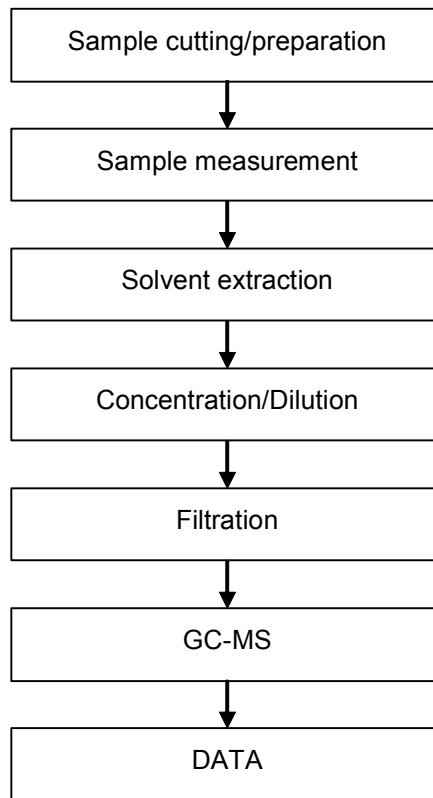 Sample cutting/preparation
Sample measurement
Solvent extraction
Concentration/Dilution
Filtration
GC-MS
DATA